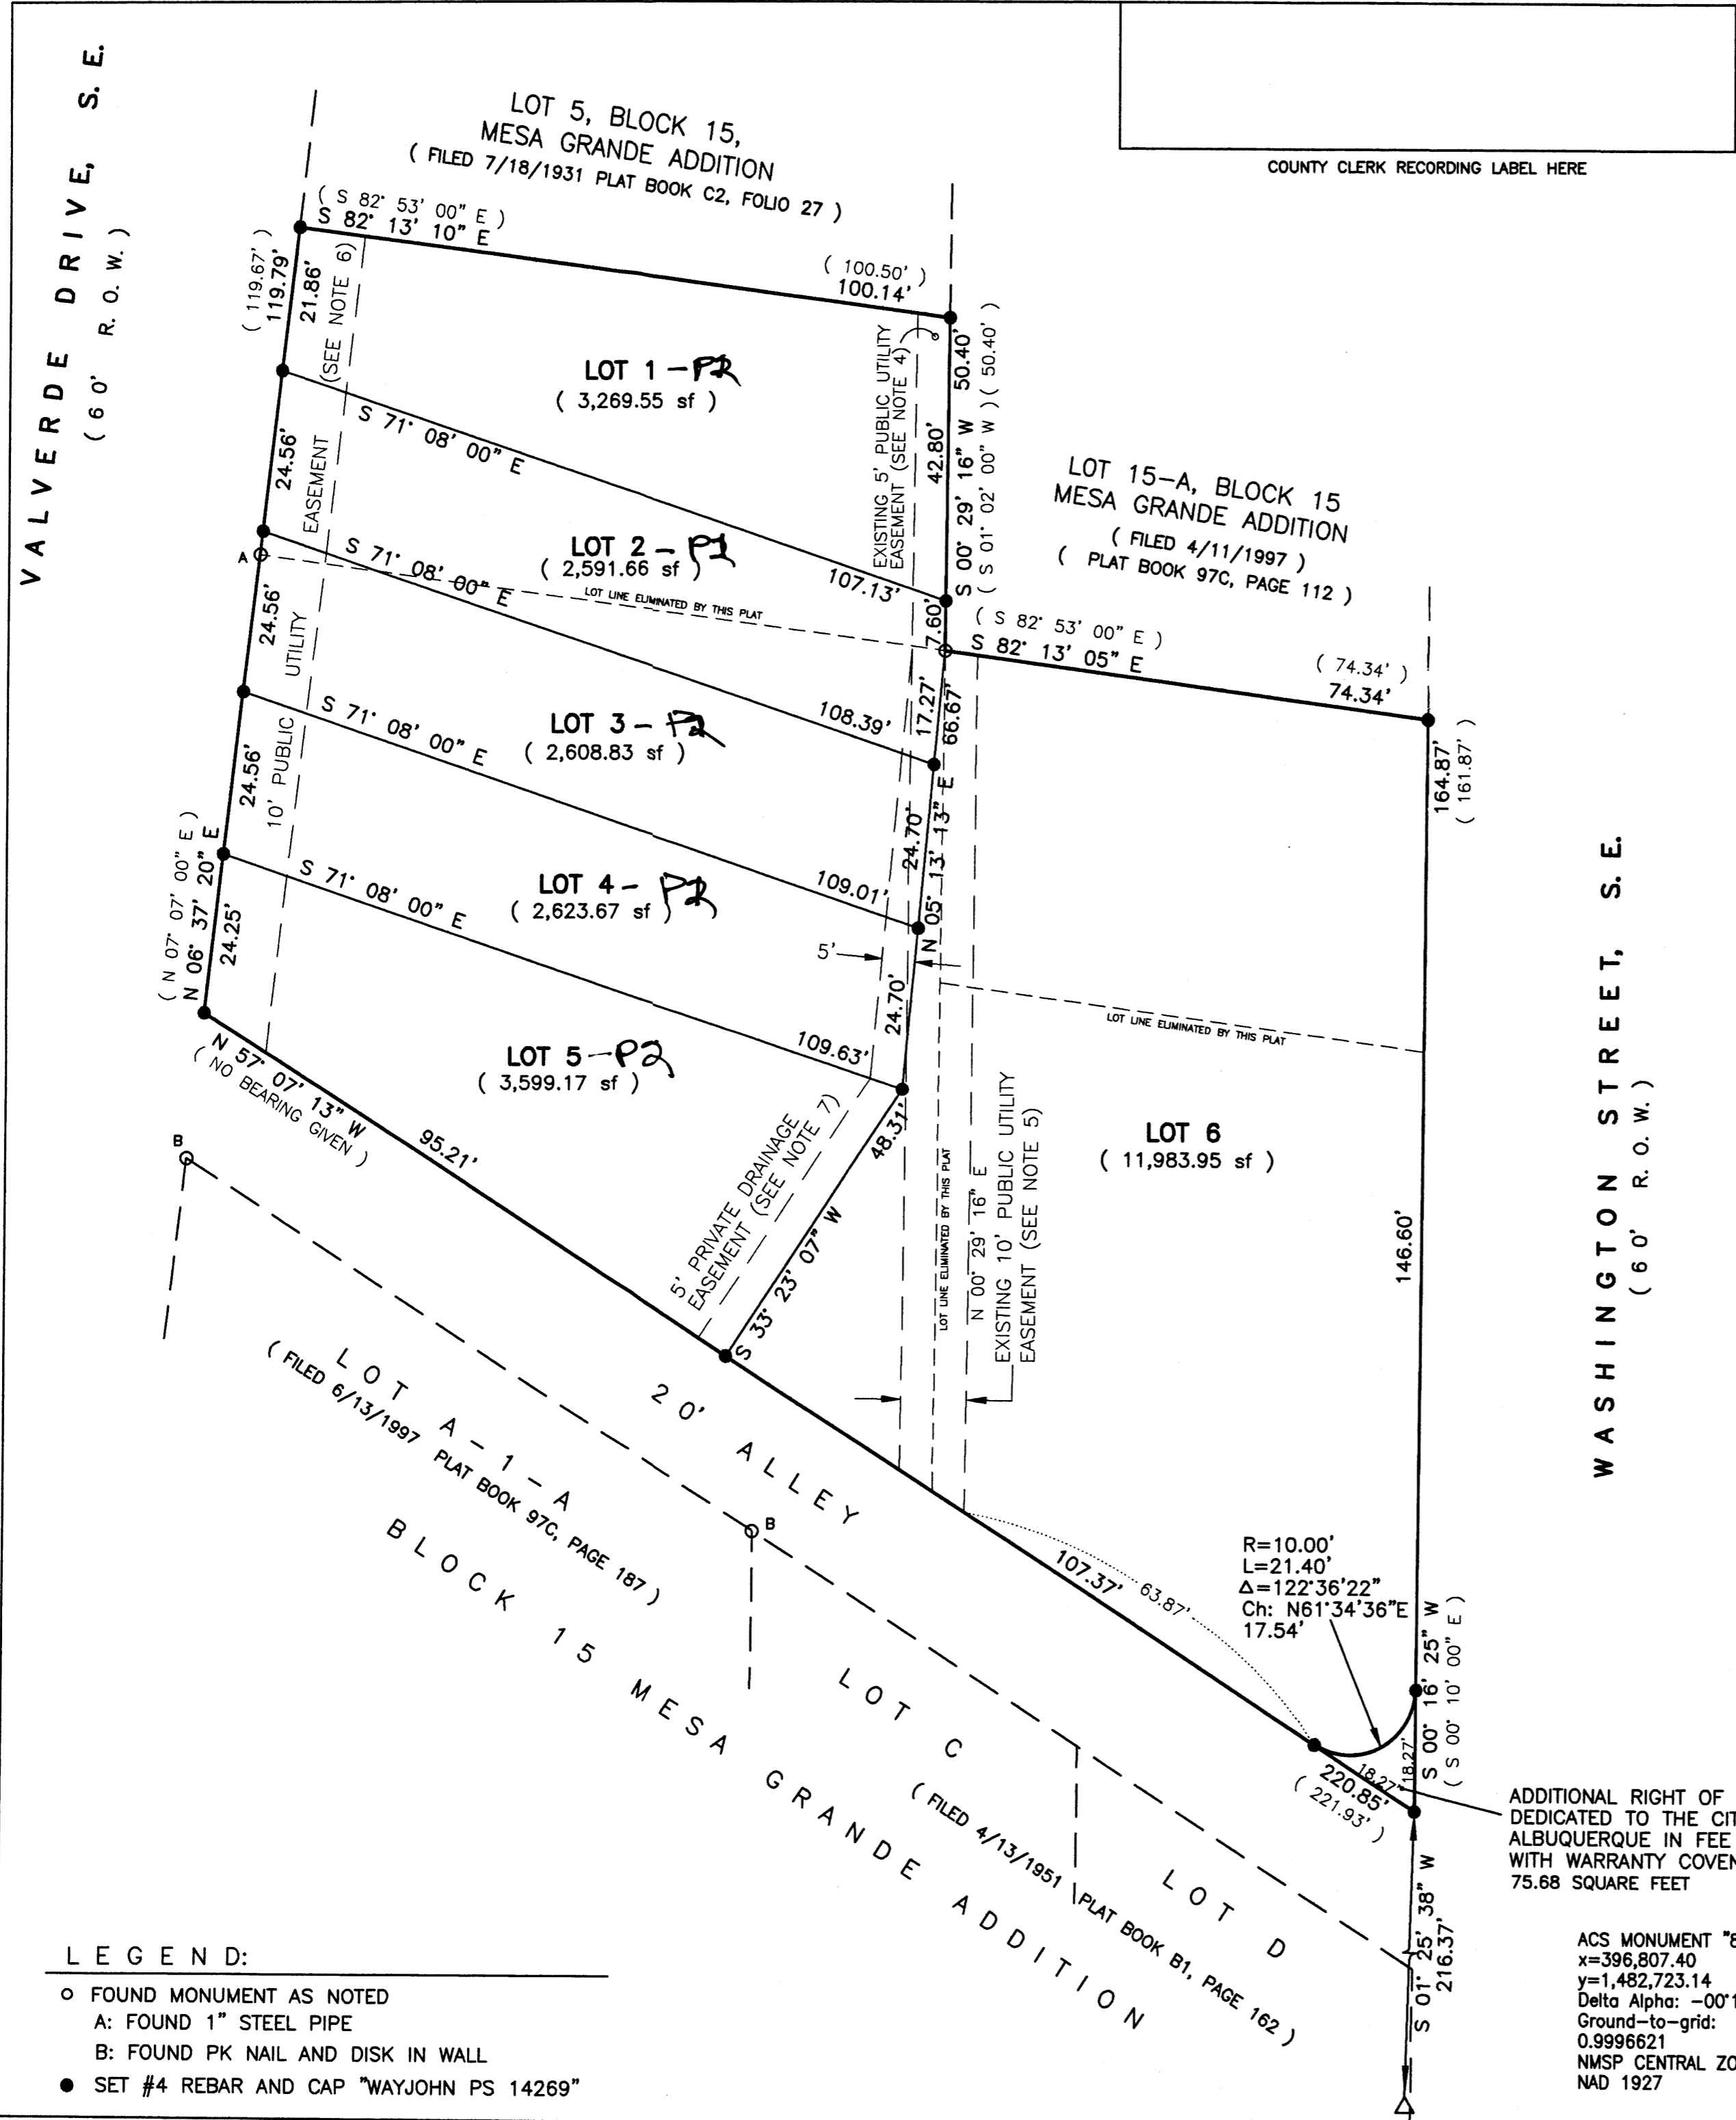 VALVERDE DRIVE, S. E.
( 60' R. O. W. )
LOT 5, BLOCK 15,
MESA GRANDE ADDITION
( FILED 7/18/1931 PLAT BOOK C2, FOLIO 27 )
COUNTY CLERK RECORDING LABEL HERE
( S 82° 53' 00" E )
S 82° 13' 10" E
( 100.50' )
100.14'
( 119.67' )
119.79'
21.86'
(SEE NOTE 6)
LOT 1 - P2
( 3,269.55 sf )
EXISTING 5' PUBLIC UTILITY
EASEMENT (SEE NOTE 4)
50.40'
42.80'
S 00° 29' 16" W
( S 01° 02' 00" W ) ( 50.40' )
S 71° 08' 00" E
107.13'
24.56'
EASEMENT
LOT 15-A, BLOCK 15
MESA GRANDE ADDITION
( FILED 4/11/1997 )
( PLAT BOOK 97C, PAGE 112 )
LOT 2 -
( 2,591.66 sf )
A
S 71° 08' 00" E
LOT LINE ELIMINATED BY THIS PLAT
7.60'
( S 82° 53' 00" E )
S 82° 13' 05" E
( 74.34' )
74.34'
24.56'
UTILITY
108.39'
17.27'
66.67'
LOT 3 - P2
( 2,608.83 sf )
S 71° 08' 00" E
109.01'
24.56'
10' PUBLIC
164.87'
( 161.87' )
24.70'
N 05° 13' 13" E
LOT 4 - P2
( 2,623.67 sf )
S 71° 08' 00" E
109.63'
( N 07° 07' 00" E )
N 06° 37' 20" E
24.25'
5'
24.70'
LOT LINE ELIMINATED BY THIS PLAT
WASHINGTON STREET, S. E.
( 60' R. O. W. )
N 57° 07' 13" W
( NO BEARING GIVEN )
95.21'
LOT 5 - P2
( 3,599.17 sf )
5' PRIVATE DRAINAGE
EASEMENT (SEE NOTE 7)
48.31'
S 33° 23' 07" W
LOT LINE ELIMINATED BY THIS PLAT
N 00° 29' 16" E
EXISTING 10' PUBLIC UTILITY
EASEMENT (SEE NOTE 5)
LOT 6
( 11,983.95 sf )
146.60'
B
LOT A - 1 - A
( FILED 6/13/1997 PLAT BOOK 97C, PAGE 187 )
20' ALLEY
B
107.37'
63.87'
R=10.00'
L=21.40'
Δ=122°36'22"
Ch: N61°34'36"E
17.54'
S 00° 16' 25" W
( S 00° 10' 00" E )
18.27'
18.27'
220.85'
( 221.93' )
BLOCK 15 MESA GRANDE ADDITION
LOT C
( FILED 4/13/1951 PLAT BOOK B1, PAGE 162 )
LOT D
ADDITIONAL RIGHT OF
DEDICATED TO THE CIT
ALBUQUERQUE IN FEE
WITH WARRANTY COVEN
75.68 SQUARE FEET
S 01° 25' 38" W
216.37'
ACS MONUMENT "8
x=396,807.40
y=1,482,723.14
Delta Alpha: -00°1
Ground-to-grid:
0.9996621
NMSP CENTRAL ZO
NAD 1927
LEGEND:
FOUND MONUMENT AS NOTED
A: FOUND 1" STEEL PIPE
B: FOUND PK NAIL AND DISK IN WALL
SET #4 REBAR AND CAP "WAYJOHN PS 14269"